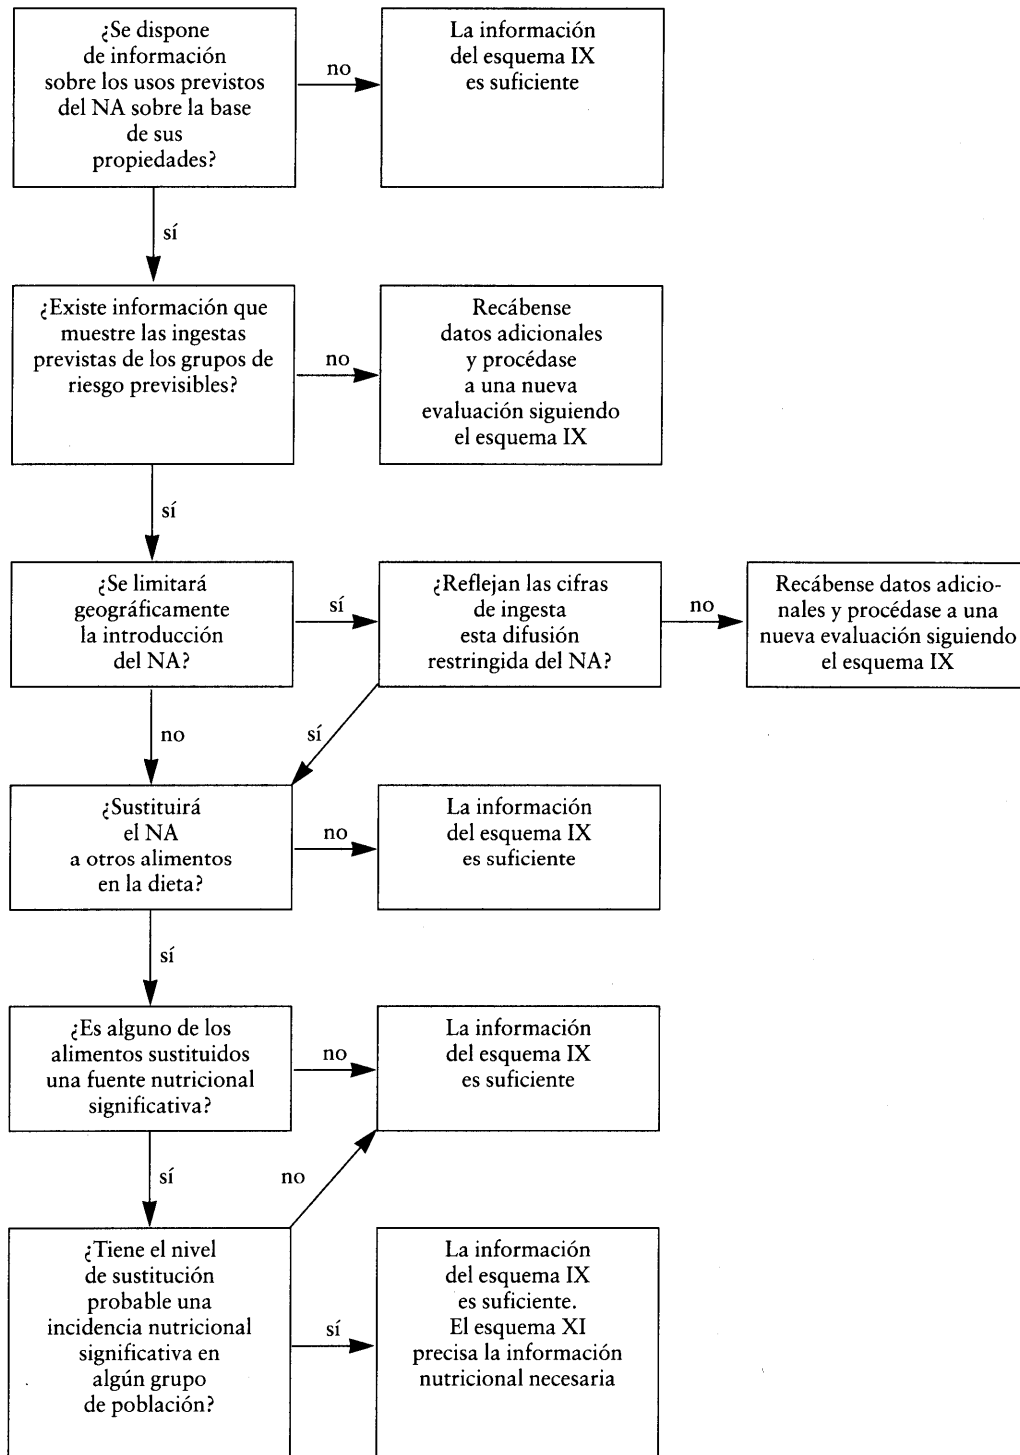 ¿Se dispone
de información
sobre los usos previstos
del NA sobre la base
de sus
propiedades?
no
La información
del esquema IX
es suficiente
sí
¿Existe información que
muestre las ingestas
previstas de los grupos de
riesgo previsibles?
no
Recábense
datos adicionales
y procédase
a una nueva
evaluación siguiendo
el esquema IX
sí
¿Se limitará
geográficamente
la introducción
del NA?
sí
¿Reflejan las cifras
de ingesta
esta difusión
restringida del NA?
no
Recábense datos adicio-
nales y procédase a una
nueva evaluación siguiendo
el esquema IX
no
sí
¿Sustituirá
el NA
a otros alimentos
en la dieta?
no
La información
del esquema IX
es suficiente
sí
¿Es alguno de los
alimentos sustituidos
una fuente nutricional
significativa?
no
La información
del esquema IX
es suficiente
sí
no
¿Tiene el nivel
de sustitución
probable una
incidencia nutricional
significativa en
algún grupo
de población?
sí
La información
del esquema IX
es suficiente.
El esquema XI
precisa la información
nutricional necesaria